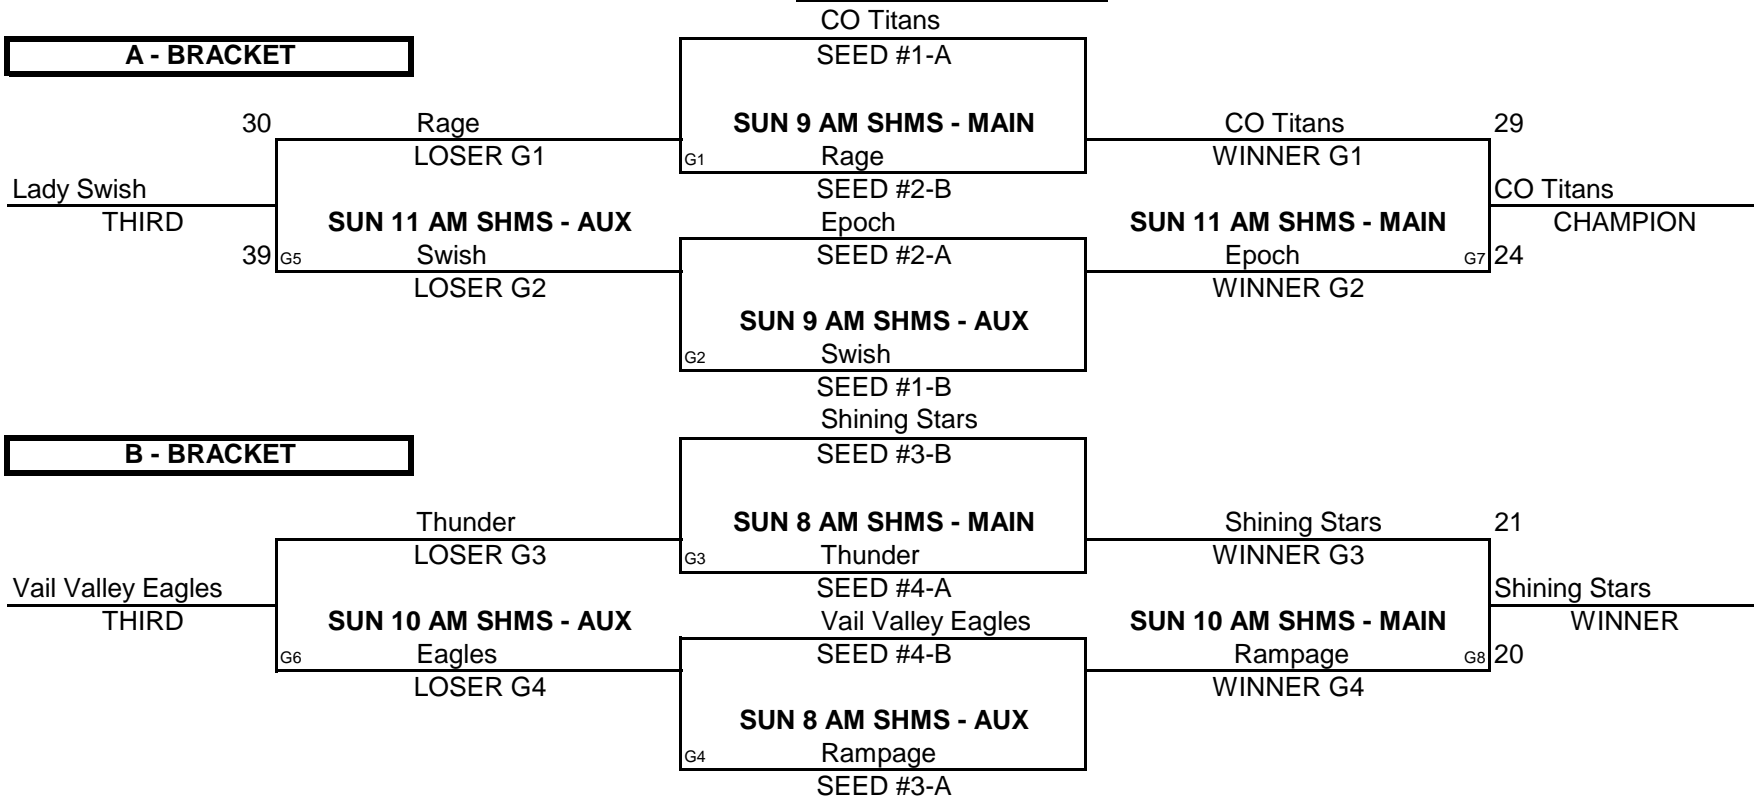 CO Titans
A - BRACKET SEED #1-A
30 Rage SUN 9 AM SHMS - MAIN CO Titans 29
LOSER G1 G1 Rage WINNER G1
Lady Swish SEED #2-B CO Titans
THIRD SUN 11 AM SHMS - AUX Epoch SUN 11 AM SHMS - MAIN CHAMPION
39 G5 Swish SEED #2-A Epoch G7 24
LOSER G2 WINNER G2
SUN 9 AM SHMS - AUX
G2 Swish
SEED #1-B
Shining Stars
B - BRACKET SEED #3-B
Thunder SUN 8 AM SHMS - MAIN Shining Stars 21
LOSER G3 G3 Thunder WINNER G3
Vail Valley Eagles SEED #4-A Shining Stars
THIRD SUN 10 AM SHMS - AUX Vail Valley Eagles SUN 10 AM SHMS - MAIN WINNER
G6 Eagles SEED #4-B Rampage G8 20
LOSER G4 WINNER G4
SUN 8 AM SHMS - AUX
G4 Rampage
SEED #3-A